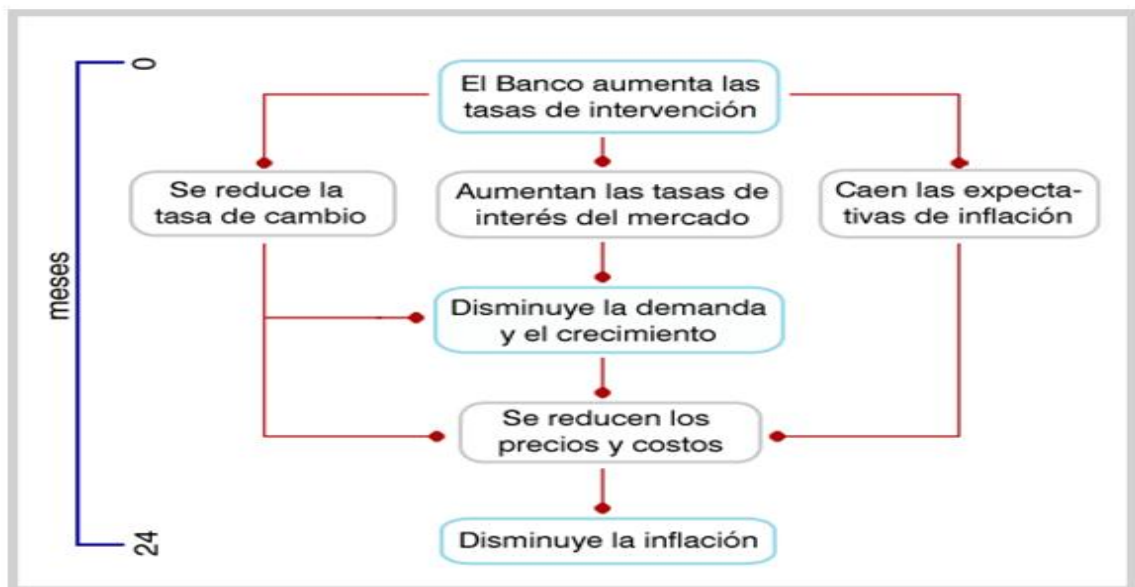 0
El Banco aumenta las
tasas de intervención
Se reduce la
tasa de cambio
Aumentan las tasas de
interés del mercado
Caen las expecta-
tivas de inflación
meses
Disminuye la demanda
y el crecimiento
Se reducen los
precios y costos
24
Disminuye la inflación